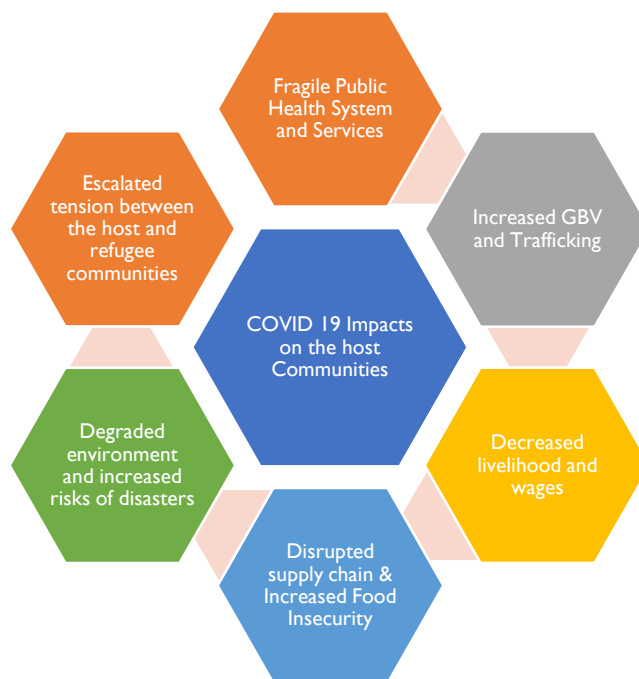 Fragile Public
Health System
and Services
Escalated
tension between
the host and
refugee
communities
Increased GBV
and Trafficking
COVID 19 Impacts
on the host
Communities
Degraded
environment
and increased
risks of disasters
Decreased
livelihood and
wages
Disrupted
supply chain &
Increased Food
Insecurity